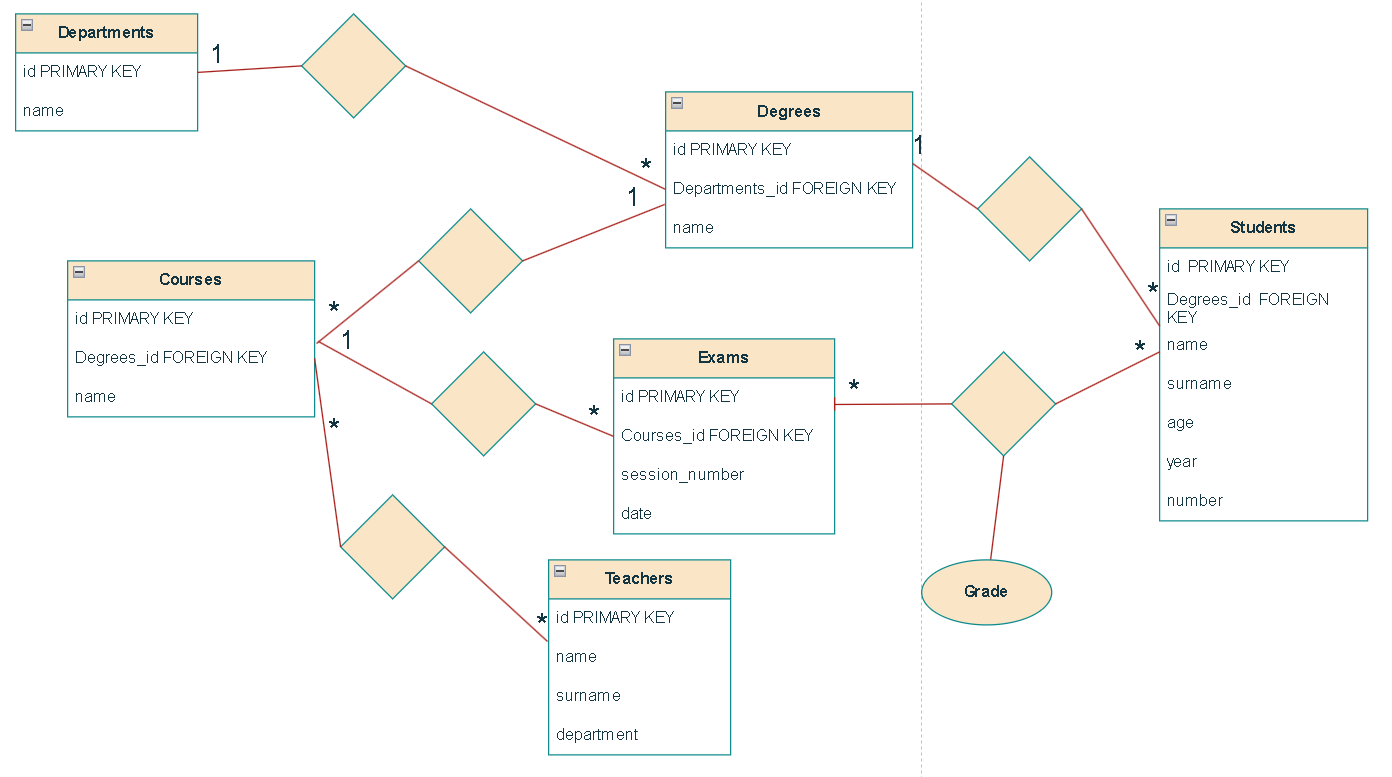 Departments
id PRIMARY KEY
name
1
*
Degrees
id PRIMARY KEY
Departments_id FOREIGN KEY
name
1
1
*
Students
id  PRIMARY KEY
Degrees_id  FOREIGN
KEY
name
surname
age
year
number
*
Courses
id PRIMARY KEY
Degrees_id FOREIGN KEY
name
*
1
*
*
Exams
id PRIMARY KEY
Courses_id FOREIGN KEY
session_number
date
*
Teachers
id PRIMARY KEY
name
surname
department
*
Grade